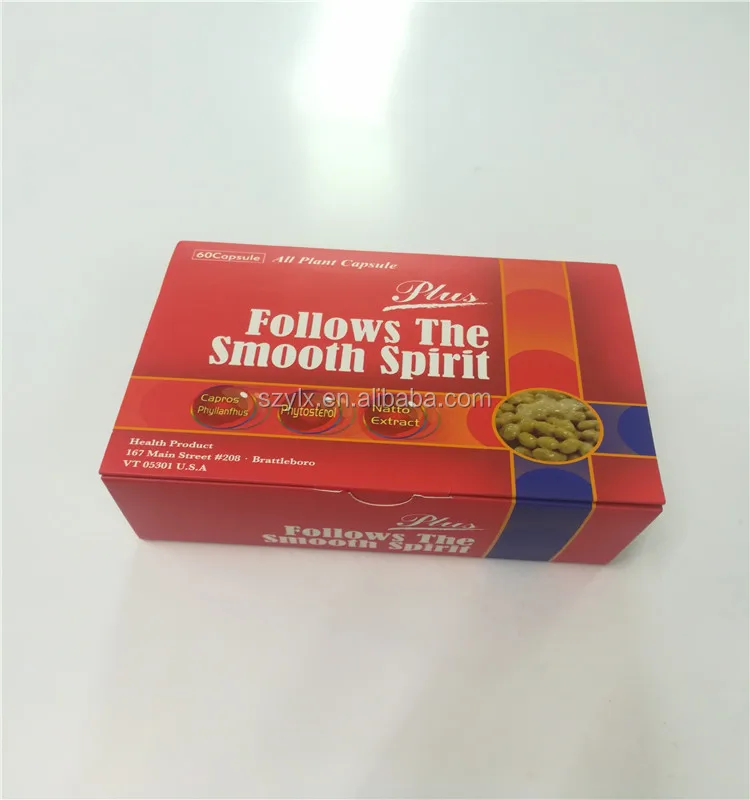 60Capsule All Plant Capsule
Plus
Follows The
Smooth Spirit
szylx.en.alibaba.com
Capros
Phyllanthus
Phytosterol
Natto
Extract
Health Product
167 Main Street #208 · Brattleboro
VT 05301 U.S.A
Plus
Follows The
Smooth Spirit